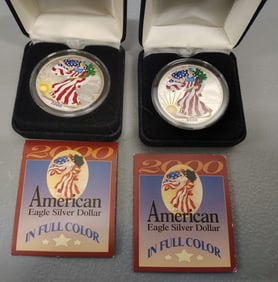 2000
American
Eagle Silver Dollar
IN FULL COLOR
2000
American
Eagle Silver Dollar
IN FULL COLOR